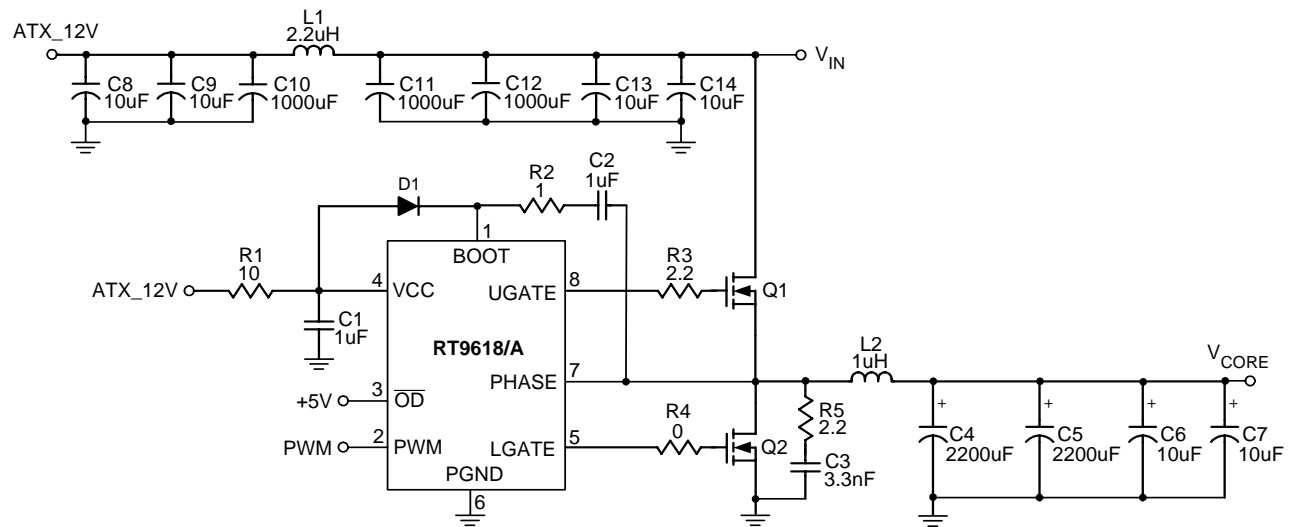 ATX_12V
L1
2.2uH
V_IN
C8
10uF
C9
10uF
C10
1000uF
C11
1000uF
C12
1000uF
C13
10uF
C14
10uF
D1
R2
1
C2
1uF
1
BOOT
R1
10
ATX_12V
4
VCC
C1
1uF
UGATE
8
R3
2.2
Q1
RT9618/A
PHASE
7
L2
1uH
V_CORE
+5V
3
OD
PWM
2
PWM
LGATE
5
R4
0
Q2
R5
2.2
C3
3.3nF
PGND
6
+
C4
2200uF
+
C5
2200uF
+
C6
10uF
+
C7
10uF